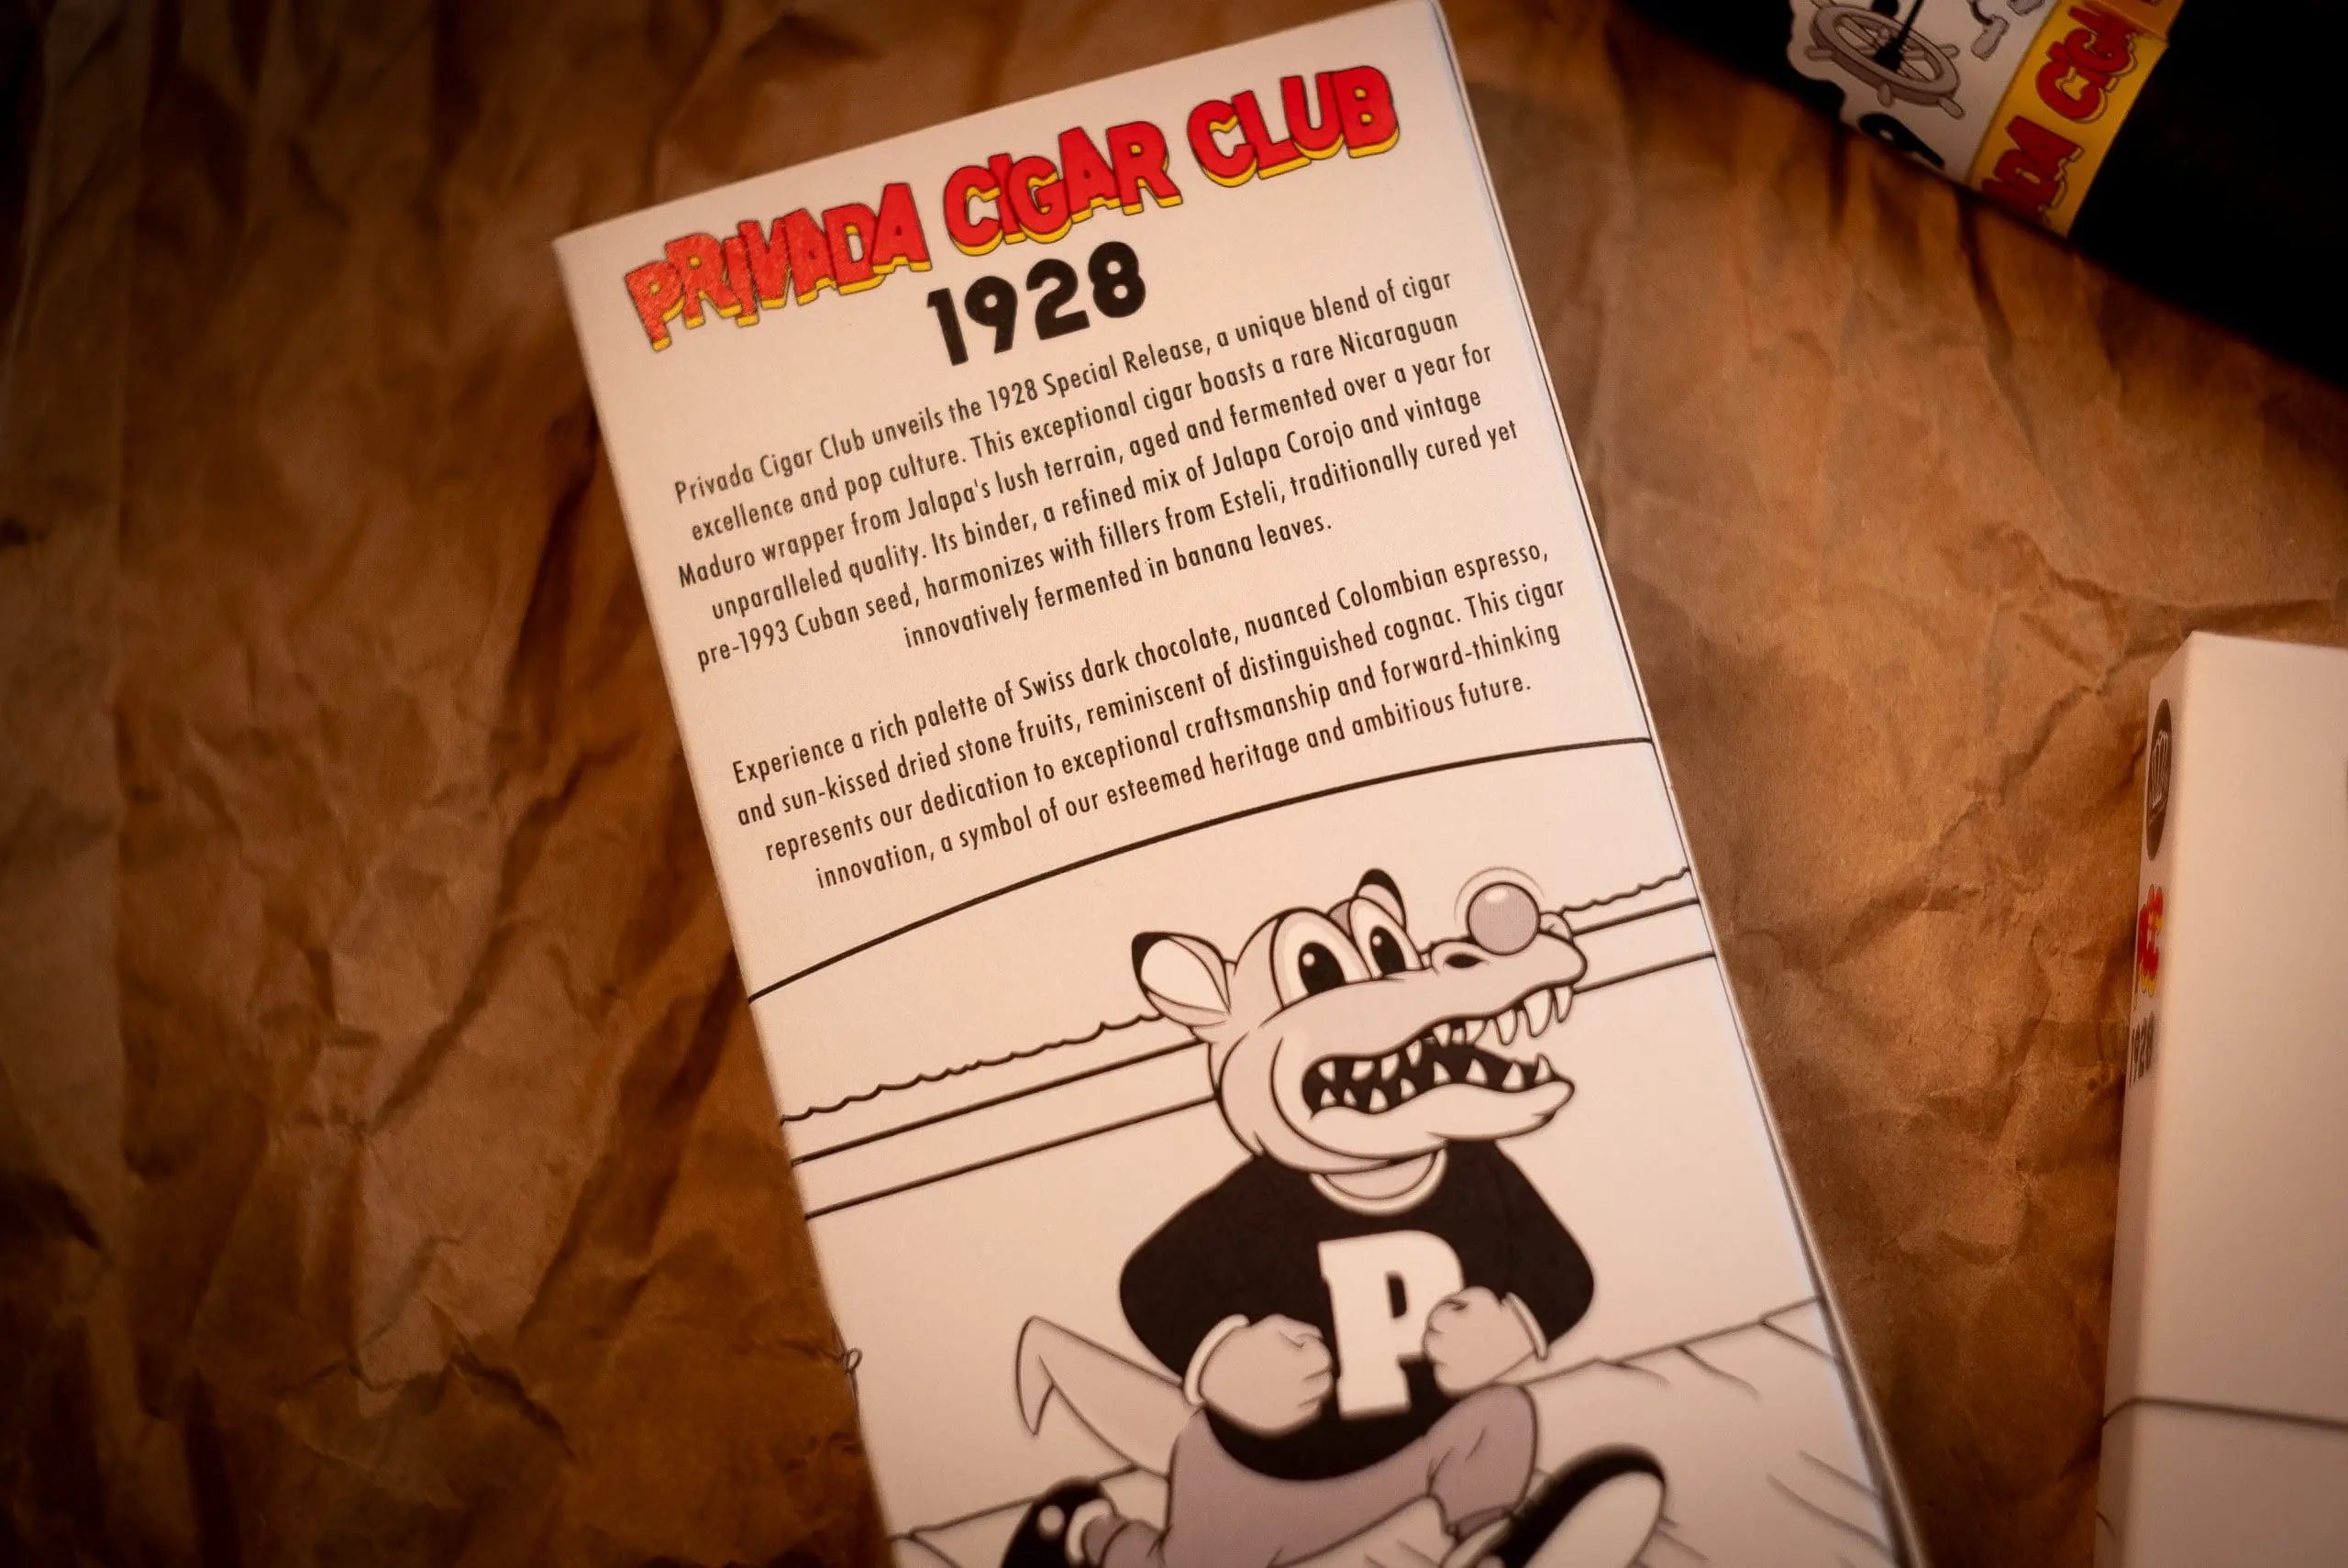 PRIVADA CIGAR CLUB
1928
Privada Cigar Club unveils the 1928 Special Release, a unique blend of cigar
excellence and pop culture. This exceptional cigar boasts a rare Nicaraguan
Maduro wrapper from Jalapa's lush terrain, aged and fermented over a year for
unparalleled quality. Its binder, a refined mix of Jalapa Corojo and vintage
pre-1993 Cuban seed, harmonizes with fillers from Esteli, traditionally cured yet
innovatively fermented in banana leaves.
Experience a rich palette of Swiss dark chocolate, nuanced Colombian espresso,
and sun-kissed dried stone fruits, reminiscent of distinguished cognac. This cigar
represents our dedication to exceptional craftsmanship and forward-thinking
innovation, a symbol of our esteemed heritage and ambitious future.
P
1928